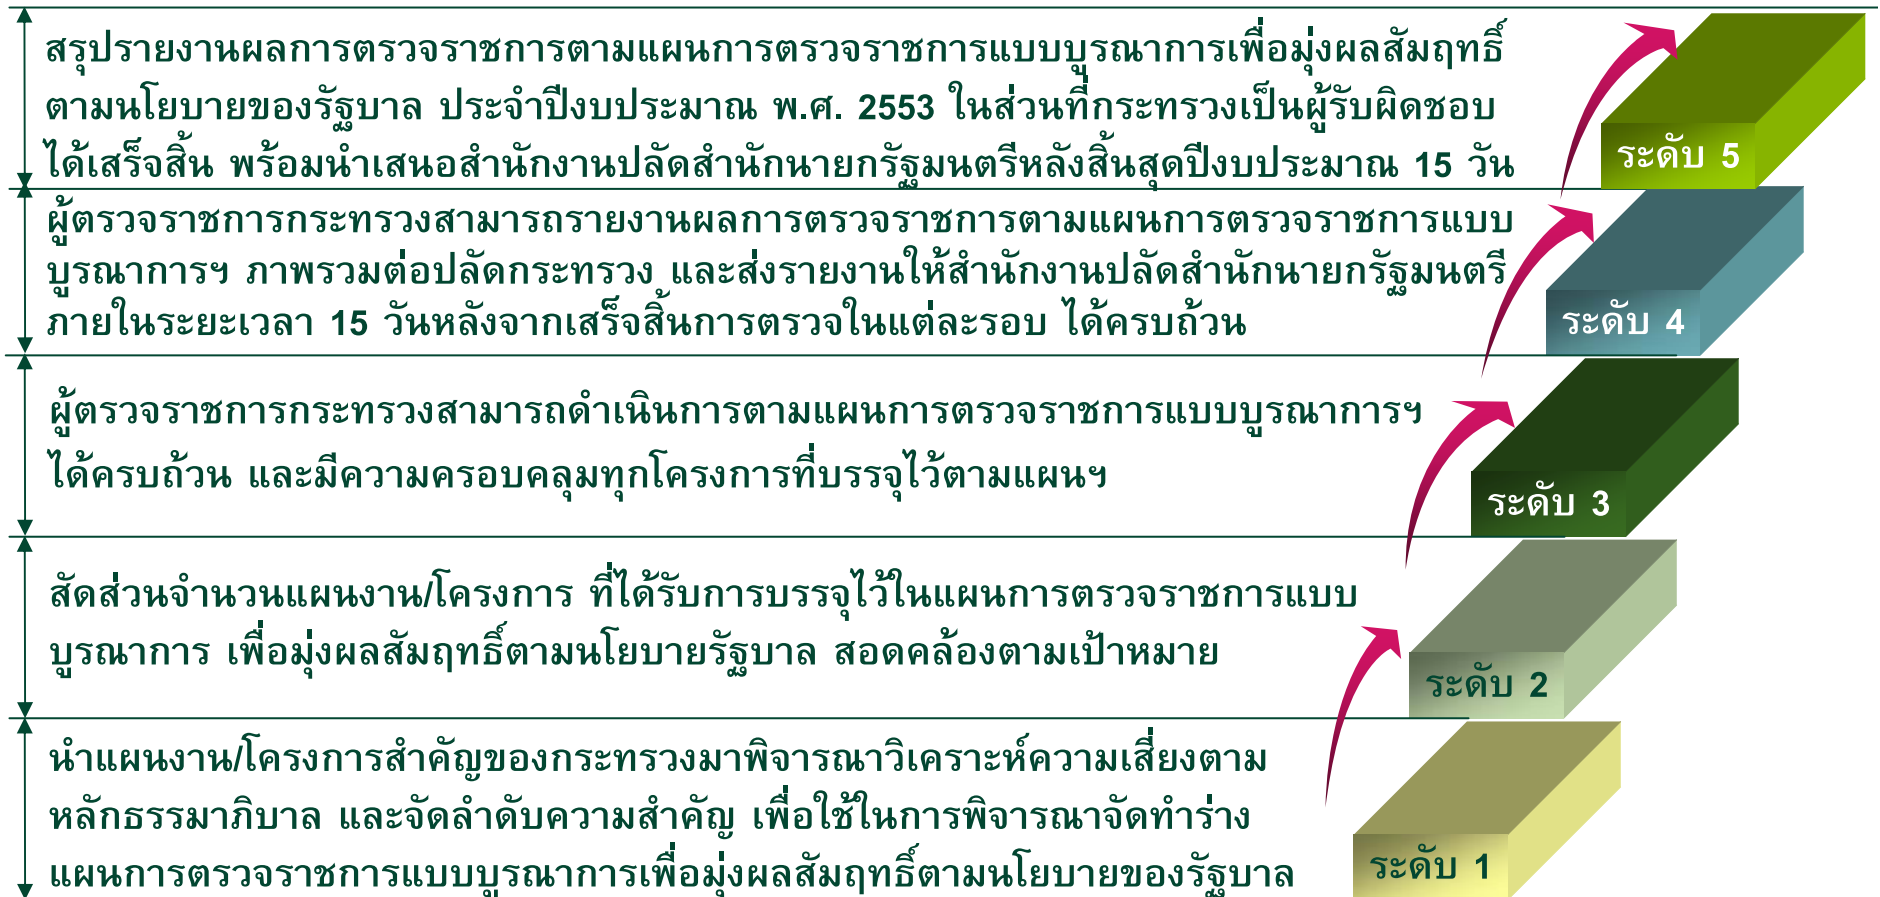 สรุปรายงานผลการตรวจราชการตามแผนการตรวจราชการแบบบูรณาการเพื่อมุ่งผลสัมฤทธิ์
ตามนโยบายของรัฐบาล ประจำปีงบประมาณ พ.ศ. 2553 ในส่วนที่กระทรวงเป็นผู้รับผิดชอบ
ได้เสร็จสิ้น พร้อมนำเสนอสำนักงานปลัดสำนักนายกรัฐมนตรีหลังสิ้นสุดปีงบประมาณ 15 วัน
ระดับ 5
ผู้ตรวจราชการกระทรวงสามารถรายงานผลการตรวจราชการตามแผนการตรวจราชการแบบ
บูรณาการฯ ภาพรวมต่อปลัดกระทรวง และส่งรายงานให้สำนักงานปลัดสำนักนายกรัฐมนตรี
ภายในระยะเวลา 15 วันหลังจากเสร็จสิ้นการตรวจในแต่ละรอบ ได้ครบถ้วน
ระดับ 4
ผู้ตรวจราชการกระทรวงสามารถดำเนินการตามแผนการตรวจราชการแบบบูรณาการฯ
ได้ครบถ้วน และมีความครอบคลุมทุกโครงการที่บรรจุไว้ตามแผนฯ
ระดับ 3
สัดส่วนจำนวนแผนงาน/โครงการ ที่ได้รับการบรรจุไว้ในแผนการตรวจราชการแบบ
บูรณาการ เพื่อมุ่งผลสัมฤทธิ์ตามนโยบายรัฐบาล สอดคล้องตามเป้าหมาย
ระดับ 2
นำแผนงาน/โครงการสำคัญของกระทรวงมาพิจารณาวิเคราะห์ความเสี่ยงตาม
หลักธรรมาภิบาล และจัดลำดับความสำคัญ เพื่อใช้ในการพิจารณาจัดทำร่าง
แผนการตรวจราชการแบบบูรณาการเพื่อมุ่งผลสัมฤทธิ์ตามนโยบายของรัฐบาล
ระดับ 1